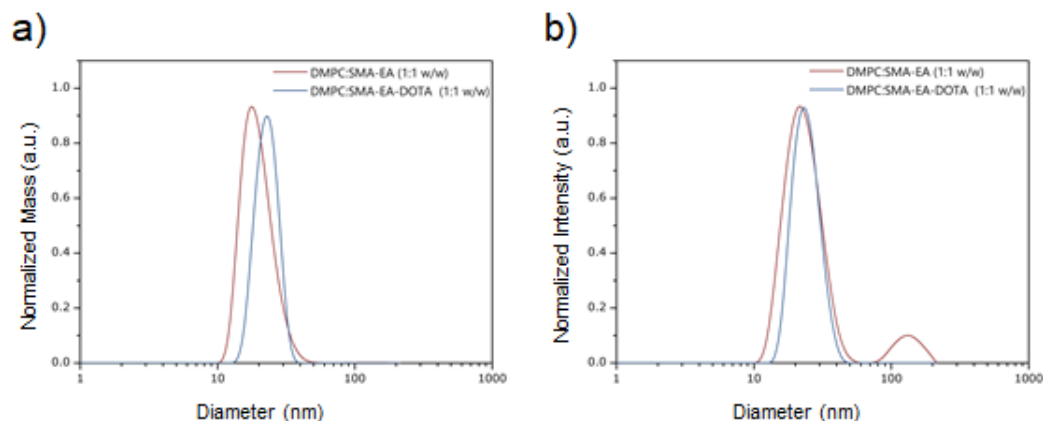 a)
DMPC:SMA-EA (1:1 w/w)
DMPC:SMA-EA-DOTA (1:1 w/w)
Normalized Mass (a.u.)
1.0
0.8
0.6
0.4
0.2
0.0
1 10 100 1000
Diameter (nm)
b)
DMPC:SMA-EA (1:1 w/w)
DMPC:SMA-EA-DOTA (1:1 w/w)
Normalized Intensity (a.u.)
1.0
0.8
0.6
0.4
0.2
0.0
1 10 100 1000
Diameter (nm)